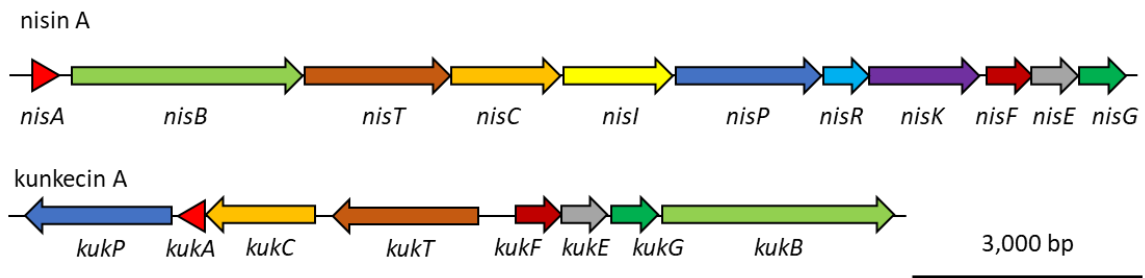 nisin A
nisA nisB nisT nisC nisI nisP nisR nisK nisF nisE nisG
kunkecin A
kukP kukA kukC kukT kukF kukE kukG kukB
3,000 bp